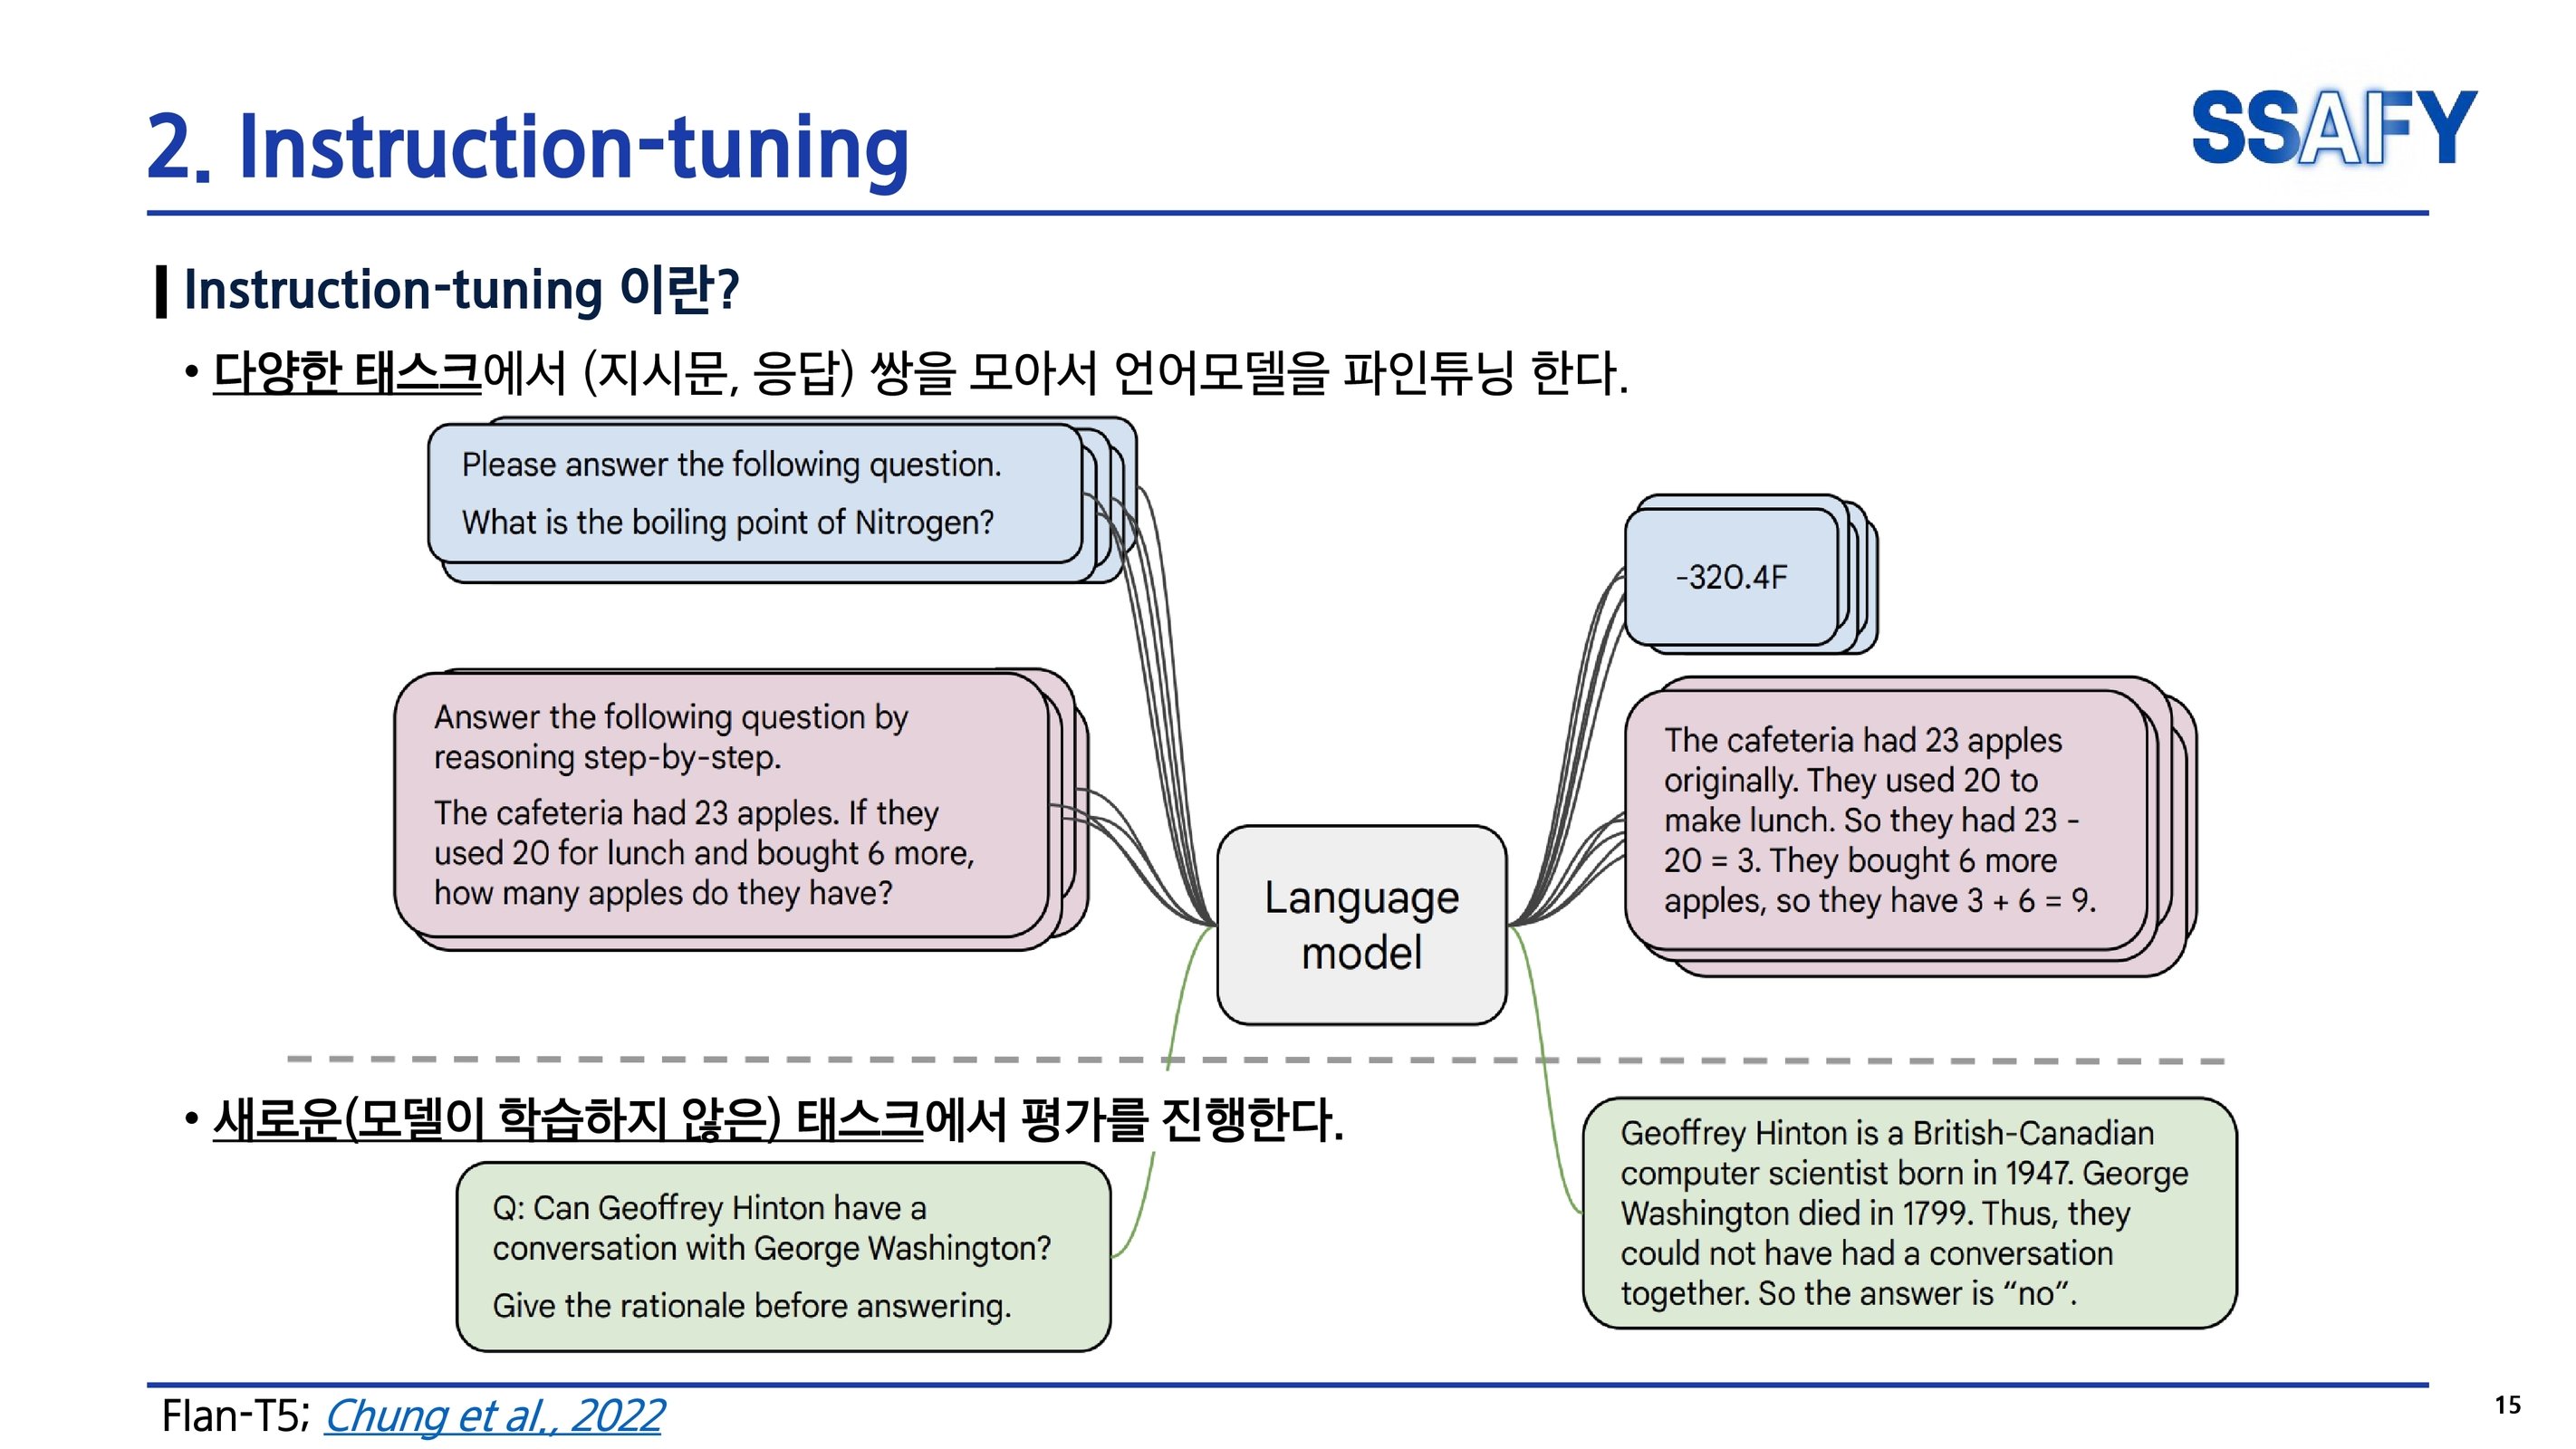 2. Instruction-tuning
SSAFY
Instruction-tuning 이란?
• 다양한 태스크에서 (지시문, 응답) 쌍을 모아서 언어모델을 파인튜닝 한다.
Please answer the following question.
What is the boiling point of Nitrogen?
-320.4F
Answer the following question by
reasoning step-by-step.
The cafeteria had 23 apples. If they
used 20 for lunch and bought 6 more,
how many apples do they have?
Language
model
The cafeteria had 23 apples
originally. They used 20 to
make lunch. So they had 23 -
20 = 3. They bought 6 more
apples, so they have 3 + 6 = 9.
• 새로운(모델이 학습하지 않은) 태스크에서 평가를 진행한다.
Q: Can Geoffrey Hinton have a
conversation with George Washington?
Give the rationale before answering.
Geoffrey Hinton is a British-Canadian
computer scientist born in 1947. George
Washington died in 1799. Thus, they
could not have had a conversation
together. So the answer is “no”.
Flan-T5; Chung et al., 2022
15